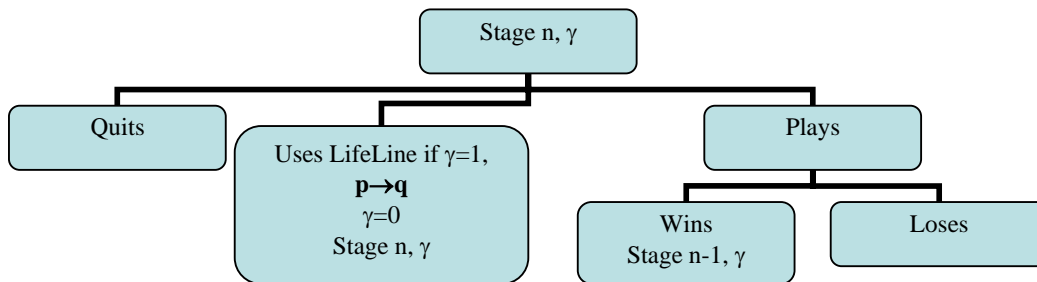 Stage n, γ
Quits
Uses LifeLine if γ=1,
p→q
γ=0
Stage n, γ
Plays
Wins
Stage n-1, γ
Loses